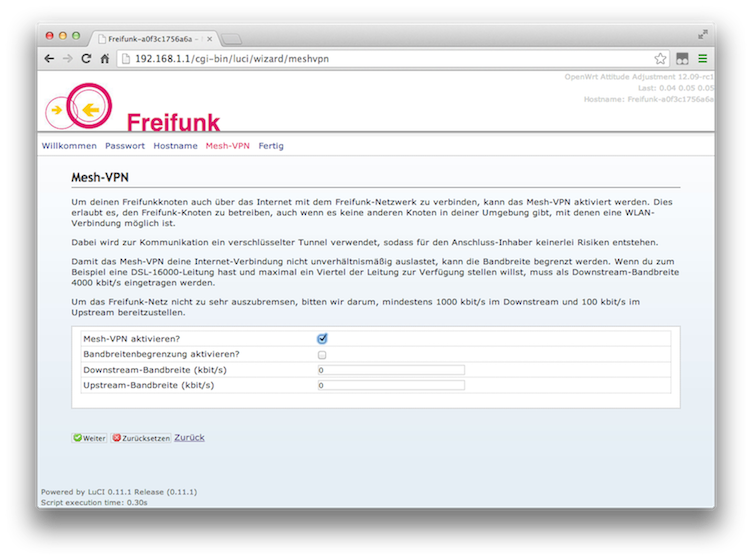 Freifunk-a0f3c1756a6a -
192.168.1.1/cgi-bin/luci/wizard/meshvpn
OpenWrt Attitude Adjustment 12.09-rc1
Last: 0.04 0.05 0.05
Hostname: Freifunk-a0f3c1756a6a
Freifunk
Willkommen Passwort Hostname Mesh-VPN Fertig
Mesh-VPN
Um deinen Freifunkknoten auch über das Internet mit dem Freifunk-Netzwerk zu verbinden, kann das Mesh-VPN aktiviert werden. Dies
erlaubt es, den Freifunk-Knoten zu betreiben, auch wenn es keine anderen Knoten in deiner Umgebung gibt, mit denen eine WLAN-
Verbindung möglich ist.
Dabei wird zur Kommunikation ein verschlüsselter Tunnel verwendet, sodass für den Anschluss-Inhaber keinerlei Risiken entstehen.
Damit das Mesh-VPN deine Internet-Verbindung nicht unverhältnismäßig auslastet, kann die Bandbreite begrenzt werden. Wenn du zum
Beispiel eine DSL-16000-Leitung hast und maximal ein Viertel der Leitung zur Verfügung stellen willst, muss als Downstream-Bandbreite
4000 kbit/s eingetragen werden.
Um das Freifunk-Netz nicht zu sehr auszubremsen, bitten wir darum, mindestens 1000 kbit/s im Downstream und 100 kbit/s im
Upstream bereitzustellen.
Mesh-VPN aktivieren?
Bandbreitenbegrenzung aktivieren?
Downstream-Bandbreite (kbit/s) 0
Upstream-Bandbreite (kbit/s) 0
Weiter Zurücksetzen Zurück
Powered by LuCI 0.11.1 Release (0.11.1)
Script execution time: 0.30s